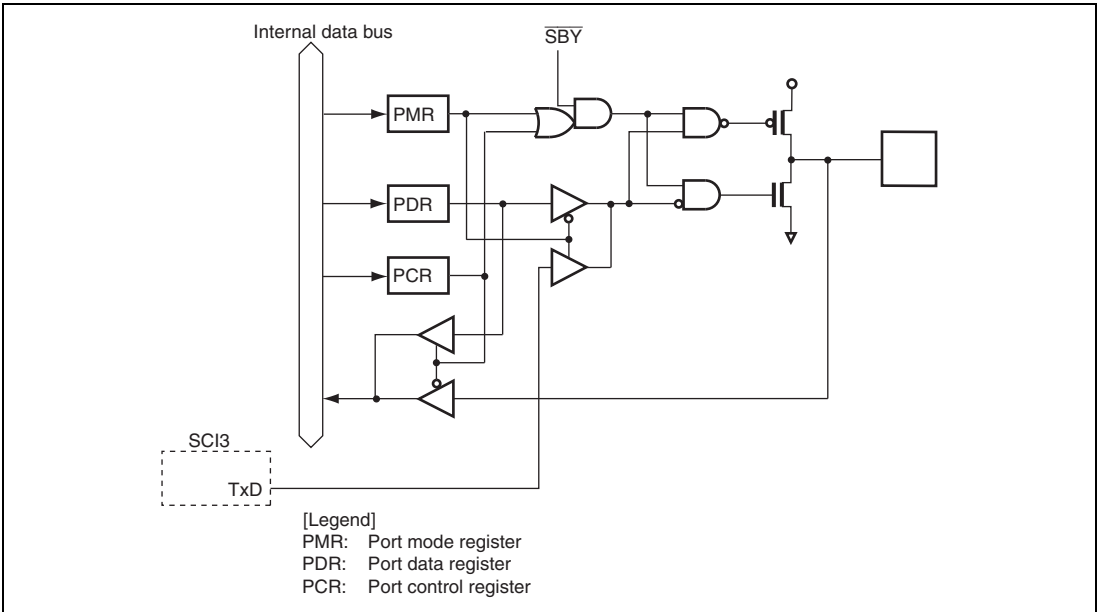 Internal data bus
S̅B̅Y̅
PMR
PDR
PCR
SCI3
TxD
[Legend]
PMR: Port mode register
PDR: Port data register
PCR: Port control register